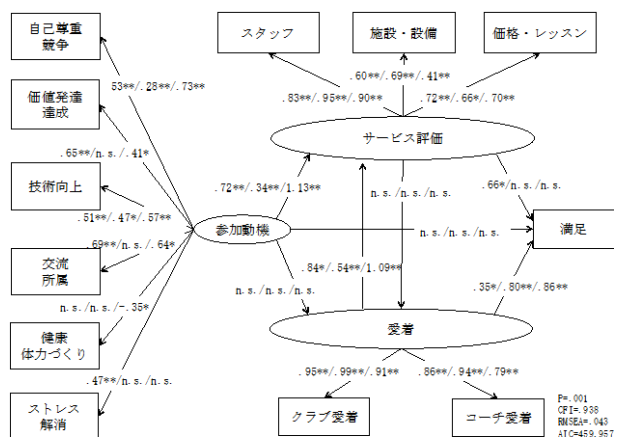 自己尊重
競争
スタッフ
施設・設備
価格・レッスン
.53**/.28**/.73**
.60**/.69**/.41**
価値発達
達成
.83**/.95**/.90**
.72**/.66*/.70**
サービス評価
.65**/n.s./.41*
技術向上
.72**/.34**/1.13**
n.s./n.s./n.s.
.66*/n.s./n.s.
.51**/.47*/.57**
参加動機
満足
n.s./n.s./n.s.
.69**/n.s./.64*
交流
所属
.84*/.54**/1.09**
n.s./n.s./n.s.
.35*/.80**/.86**
n.s./n.s./-.35*
健康
体力づくり
愛着
.47**/n.s./n.s.
.95**/.99**/.91**
.86**/.94**/.79**
ストレス
解消
クラブ愛着
コーチ愛着
P=.001
CFI=.938
RMSEA=.043
AIC=459.957